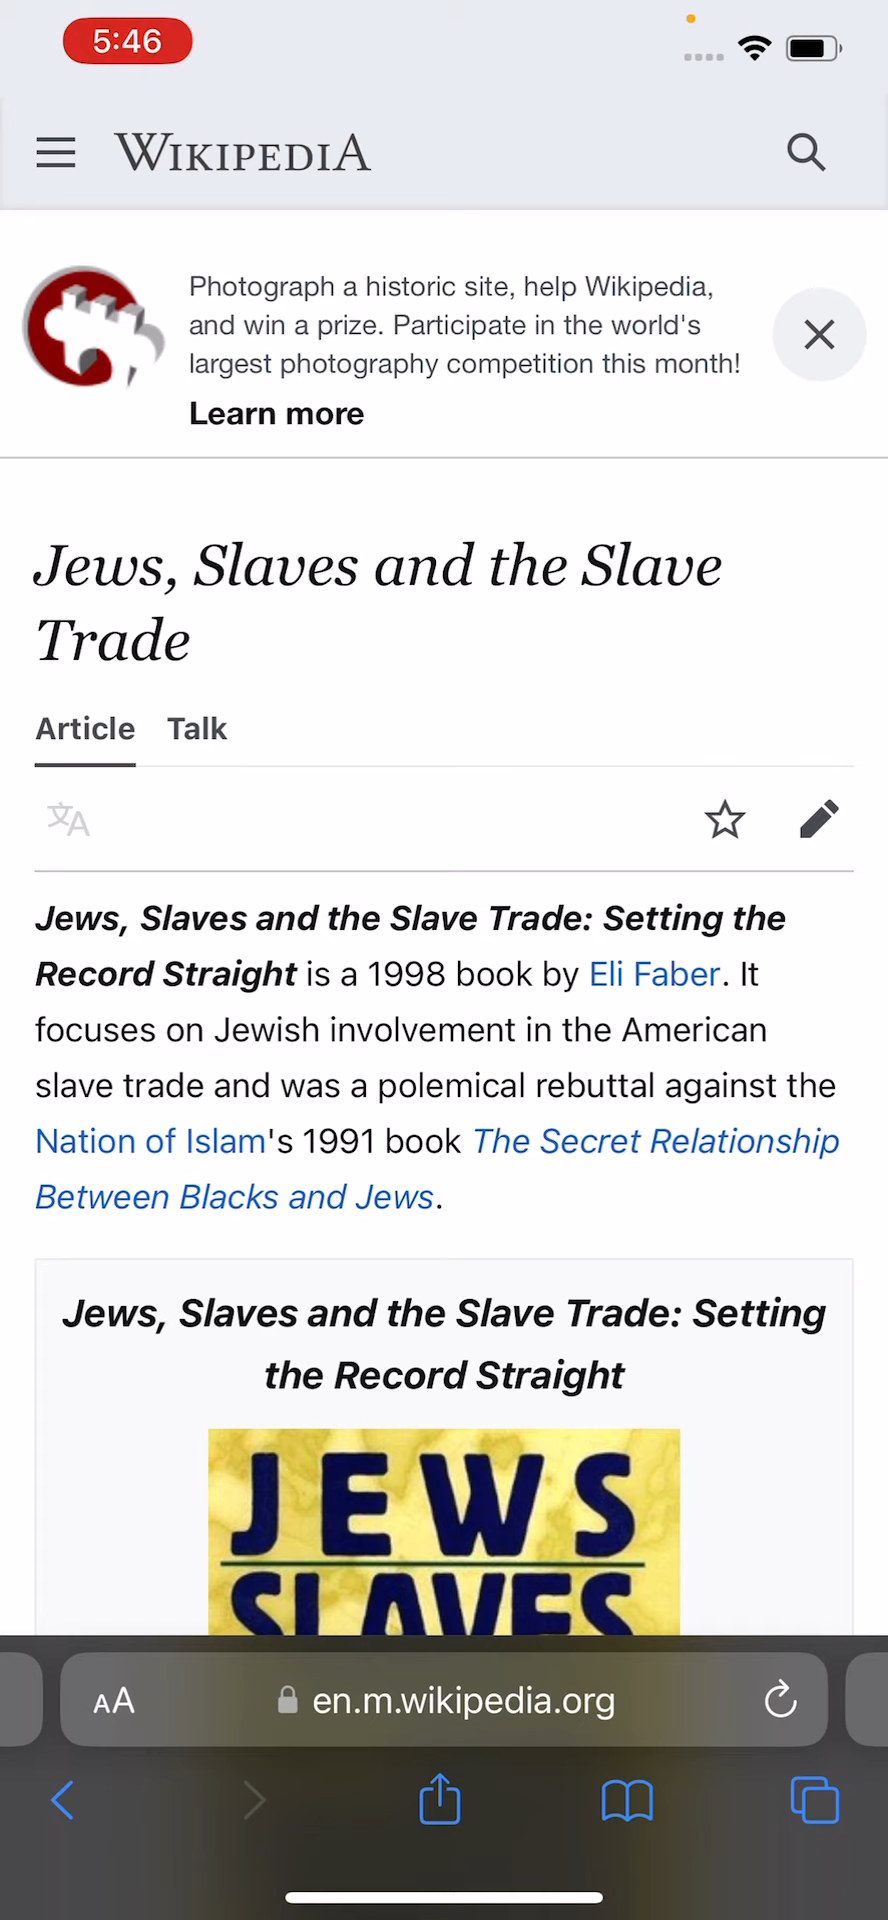 5:46
WIKIPEDIA
Photograph a historic site, help Wikipedia,
and win a prize. Participate in the world's
largest photography competition this month!
Learn more
Jews, Slaves and the Slave
Trade
Article Talk
文A
Jews, Slaves and the Slave Trade: Setting the
Record Straight is a 1998 book by Eli Faber. It
focuses on Jewish involvement in the American
slave trade and was a polemical rebuttal against the
Nation of Islam's 1991 book The Secret Relationship
Between Blacks and Jews.
Jews, Slaves and the Slave Trade: Setting
the Record Straight
JEWS
SLAVES
AA en.m.wikipedia.org